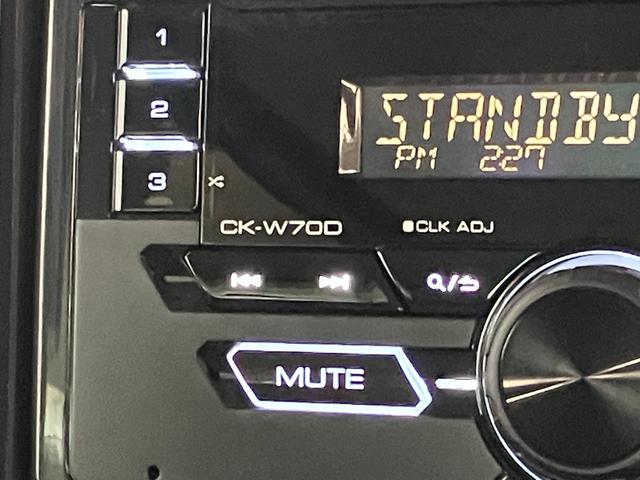 1
2
3
STANDBY
PM 2:27
CK-W70D
CLK ADJ
MUTE